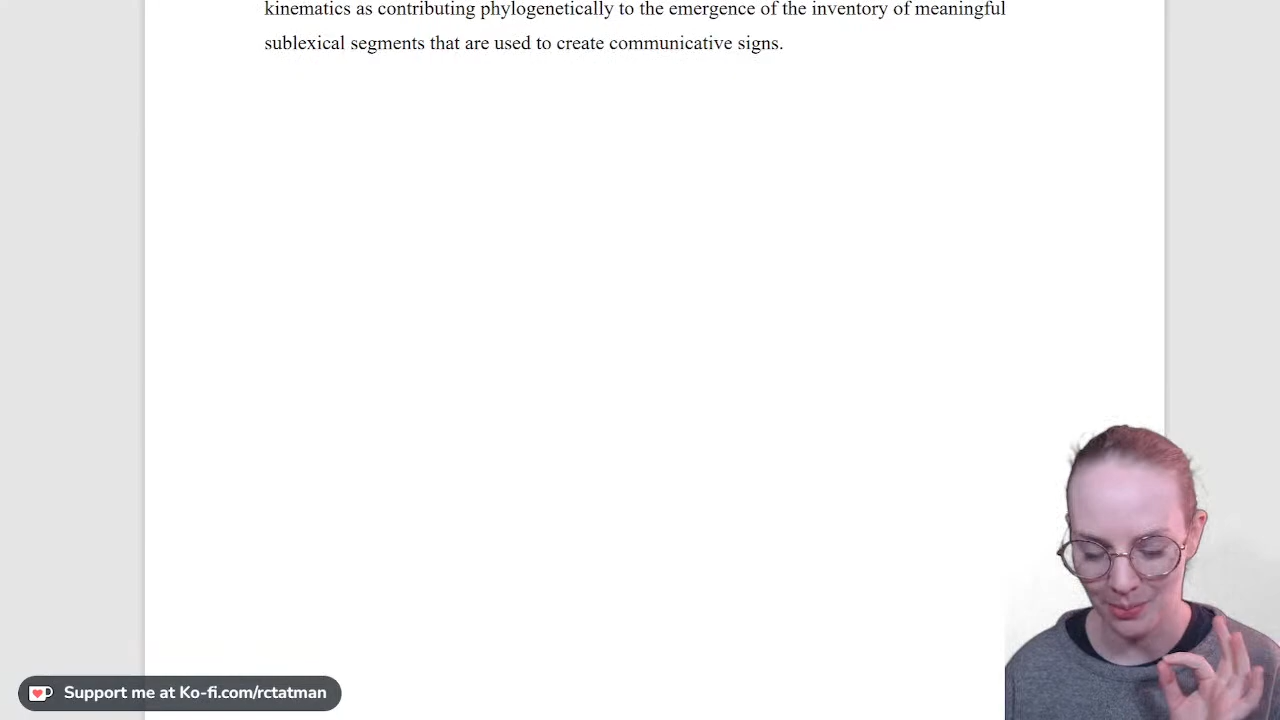 kinematics as contributing phylogenetically to the emergence of the inventory of meaningful
sublexical segments that are used to create communicative signs.
Support me at Ko-fi.com/rctatman